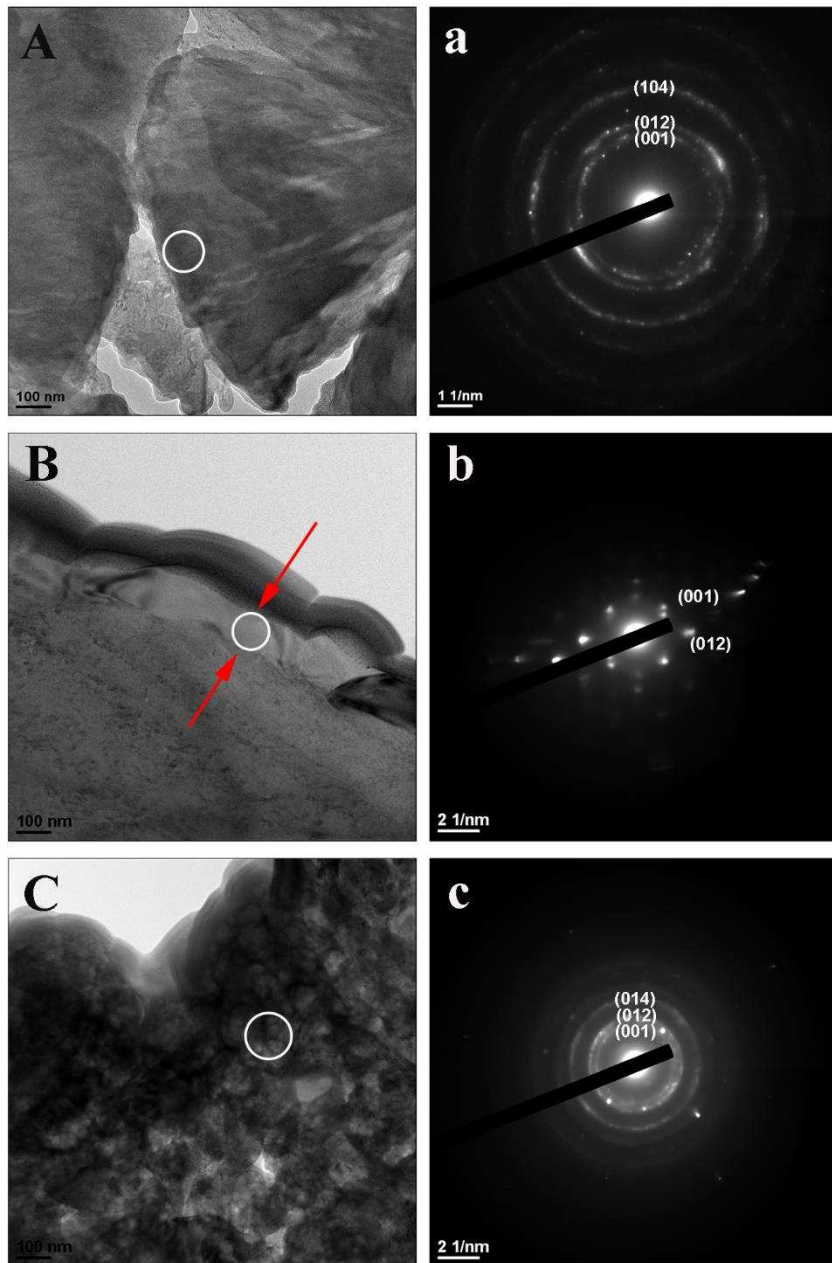 A
100 nm
a
(104)
(012)
(001)
1 1/nm
B
100 nm
b
(001)
(012)
2 1/nm
C
100 nm
c
(014)
(012)
(001)
2 1/nm